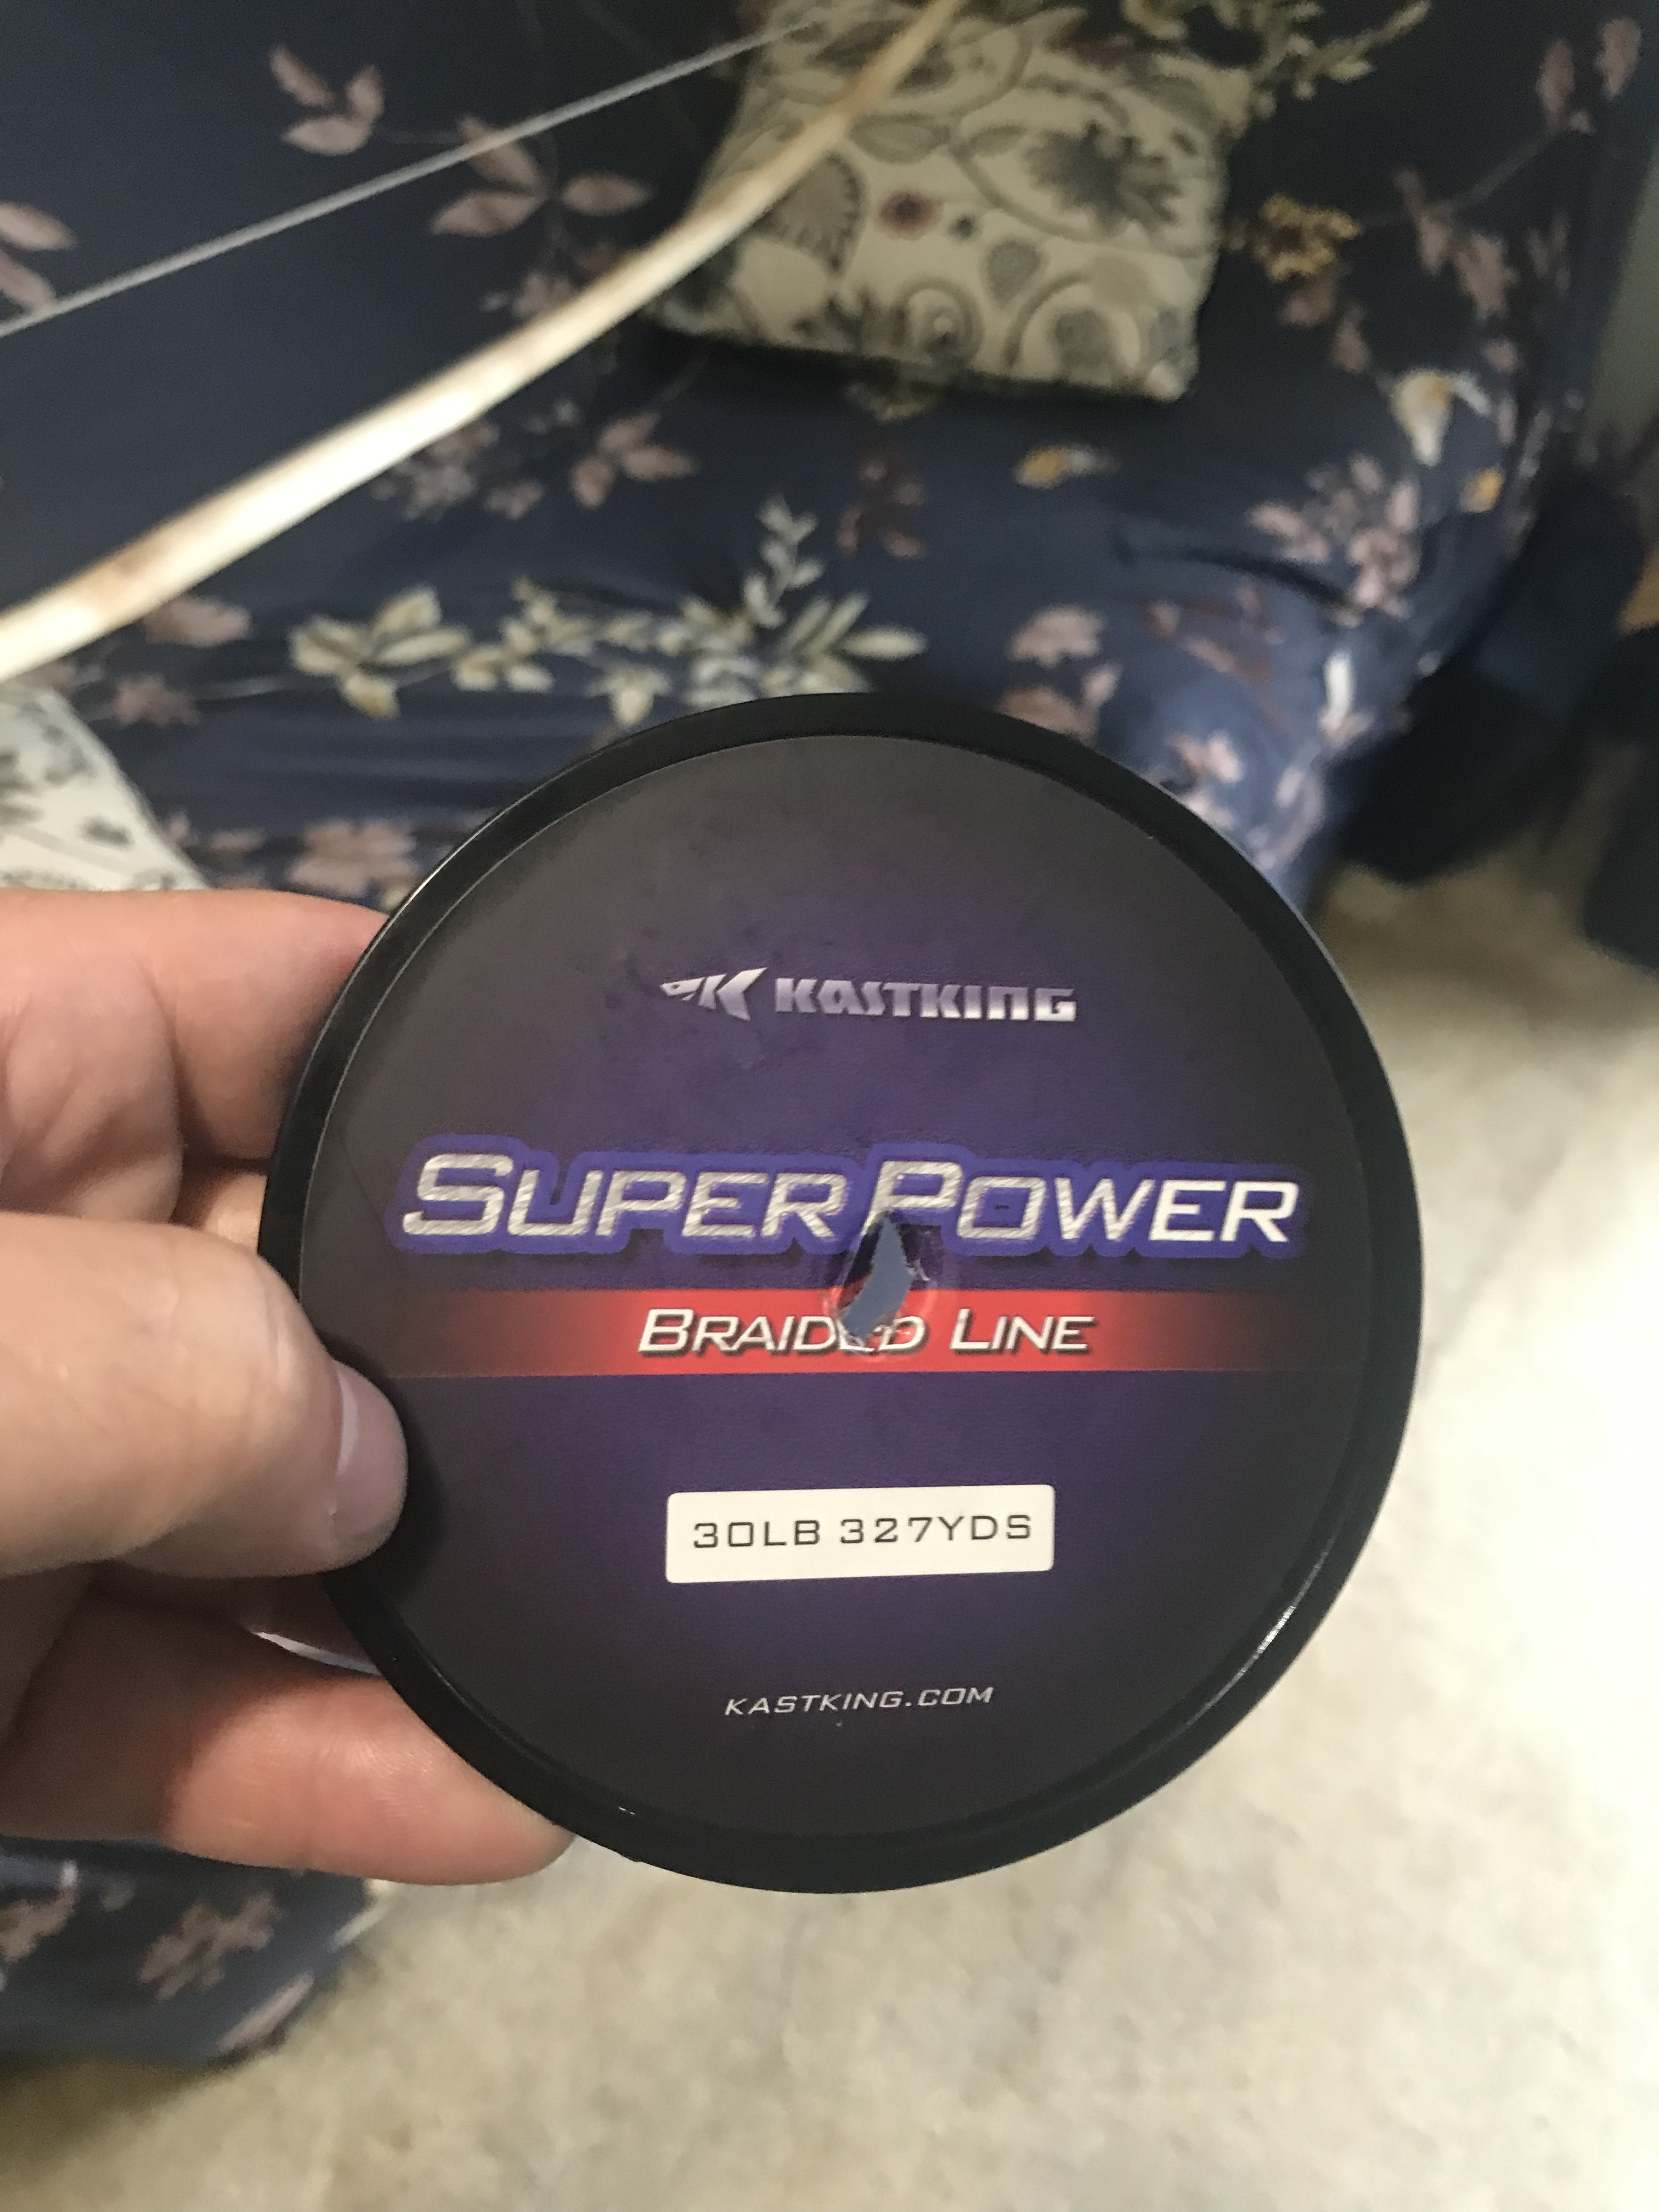 KASTKING
SUPER POWER
BRAIDED LINE
30LB 327YDS
KASTKING.COM